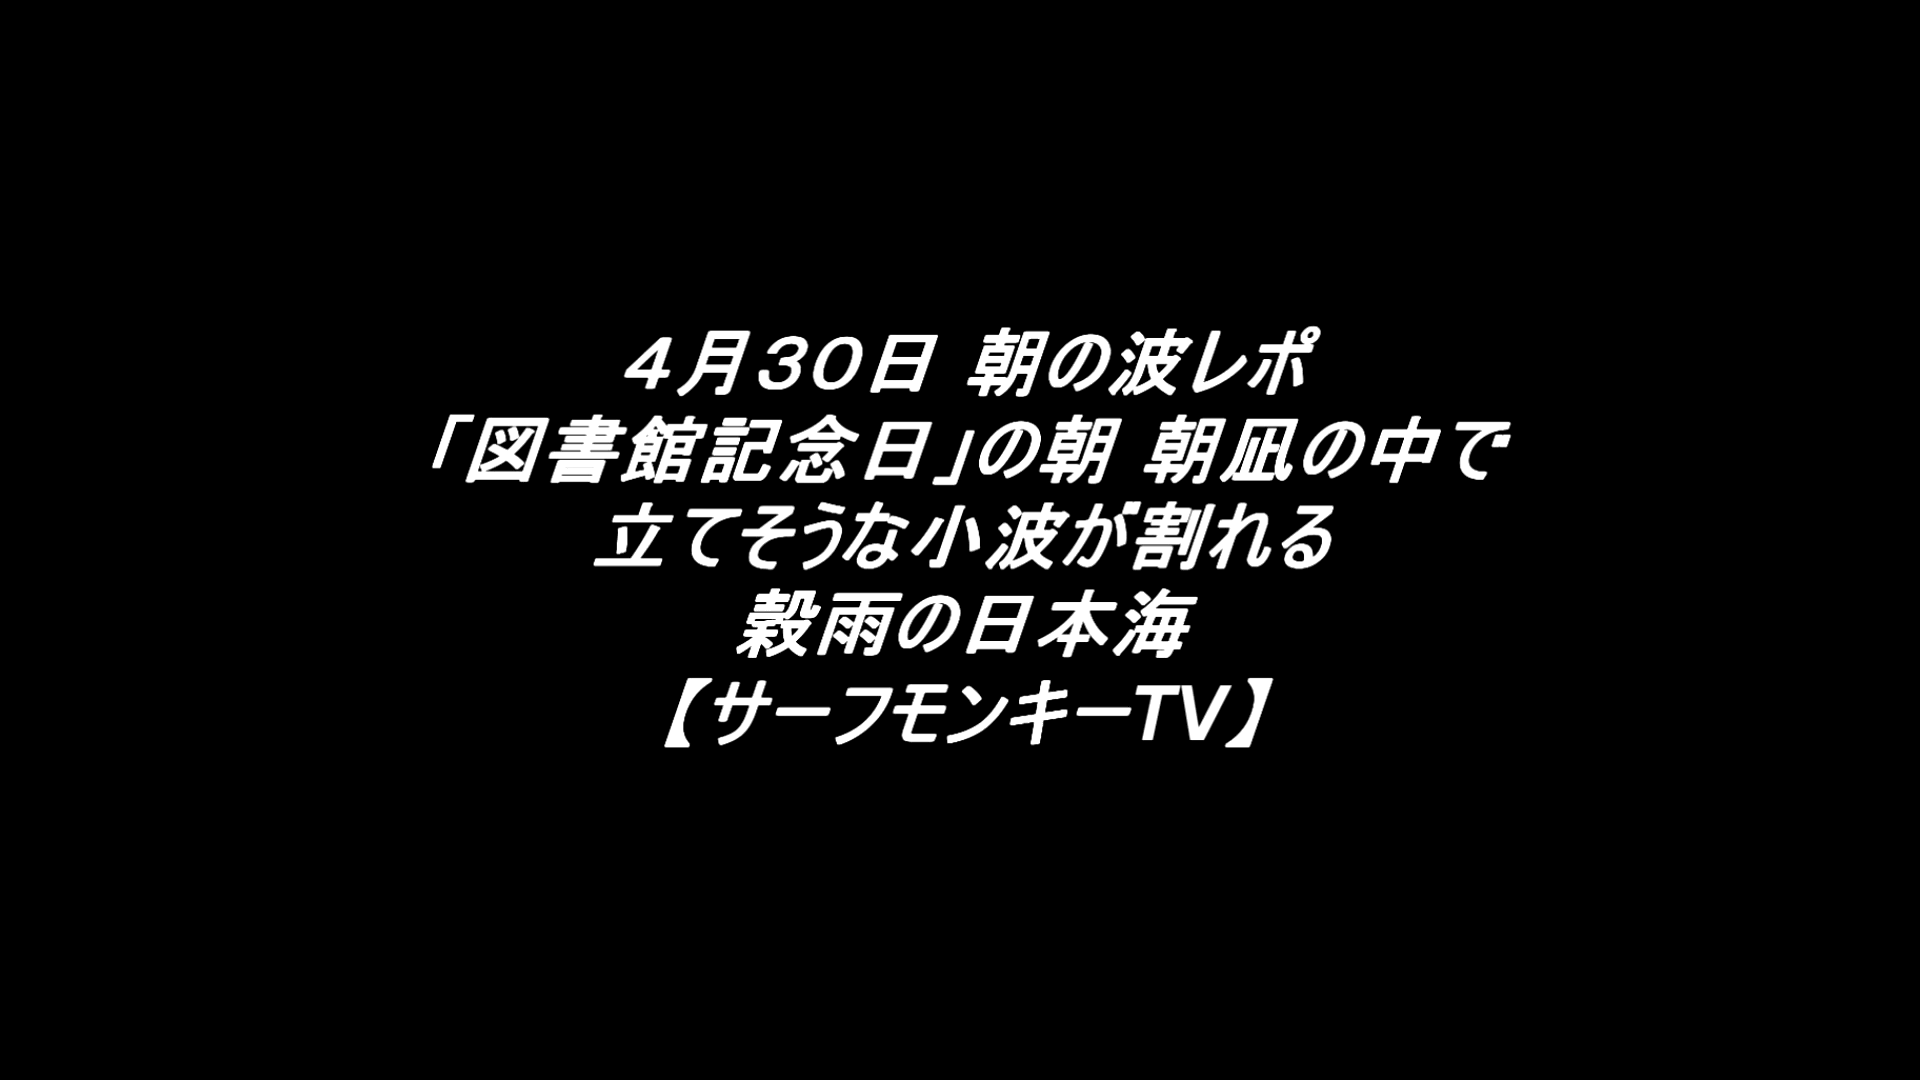 ４月３０日 朝の波レポ
「図書館記念日」の朝 朝凪の中で
立てそうな小波が割れる
穀雨の日本海
【サーフモンキーTV】